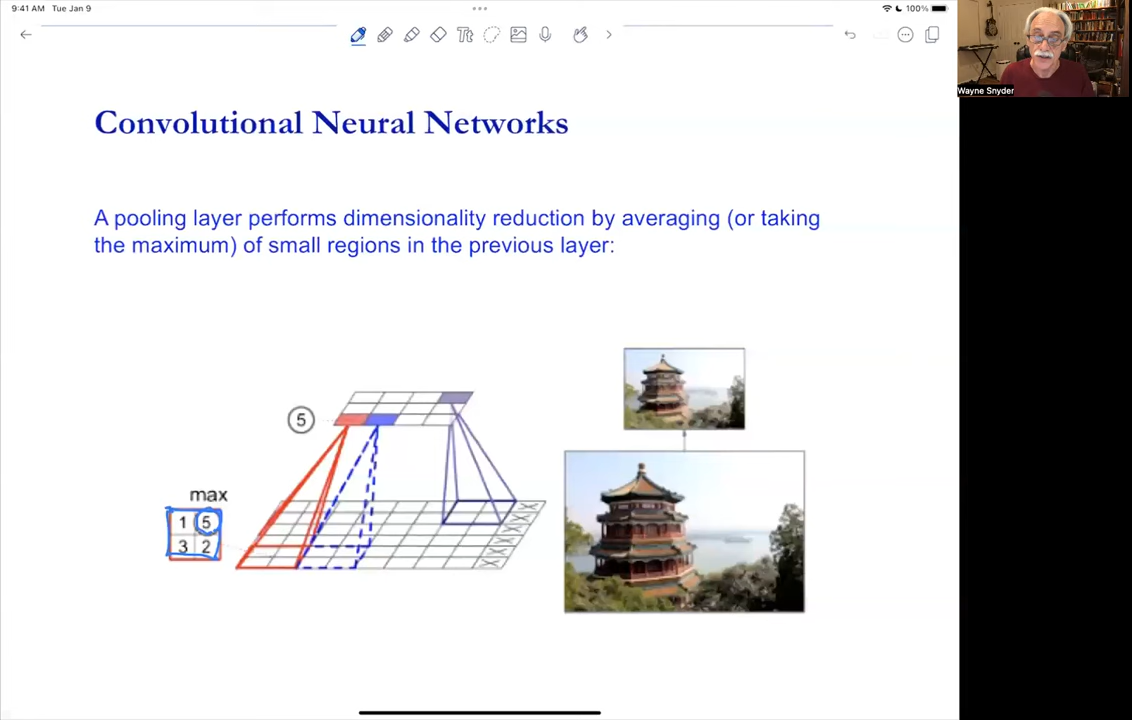 9:41 AM Tue Jan 9
100%
Tt
Wayne Snyder
Convolutional Neural Networks
A pooling layer performs dimensionality reduction by averaging (or taking
the maximum) of small regions in the previous layer:
5
max
1 5
3 2